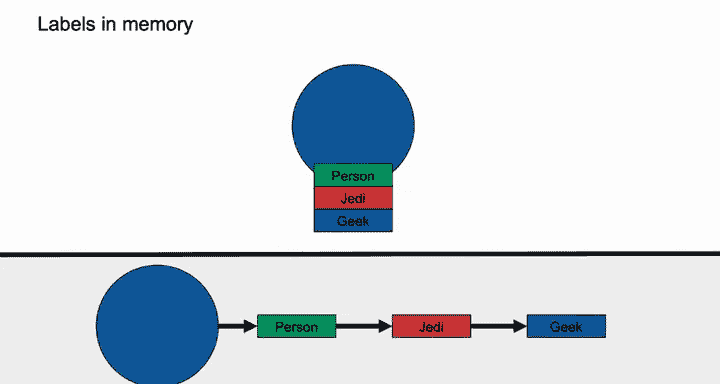 Labels in memory
Person
Jedi
Geek
Person Jedi Geek